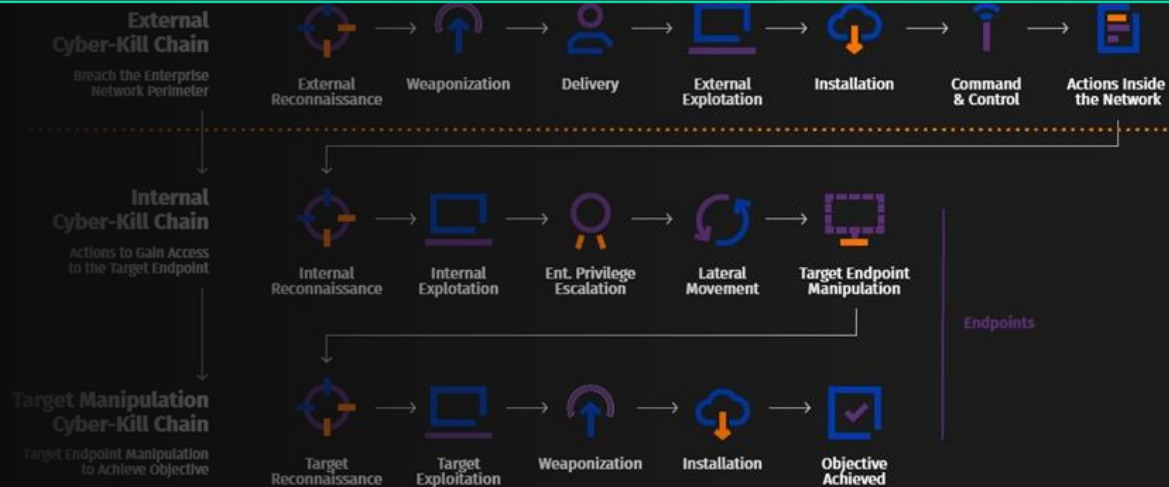 External
Cyber-Kill Chain
Breach the Enterprise
Network Perimeter
External
Reconnaissance
Weaponization
Delivery
External
Explotation
Installation
Command
& Control
Actions Inside
the Network
Internal
Cyber-Kill Chain
Actions to Gain Access
to the Target Endpoint
Internal
Reconnaissance
Internal
Explotation
Ent. Privilege
Escalation
Lateral
Movement
Target Endpoint
Manipulation
Endpoints
Target Manipulation
Cyber-Kill Chain
Target Endpoint Manipulation
to Achieve Objective
Target
Reconnaissance
Target
Exploitation
Weaponization
Installation
Objective
Achieved